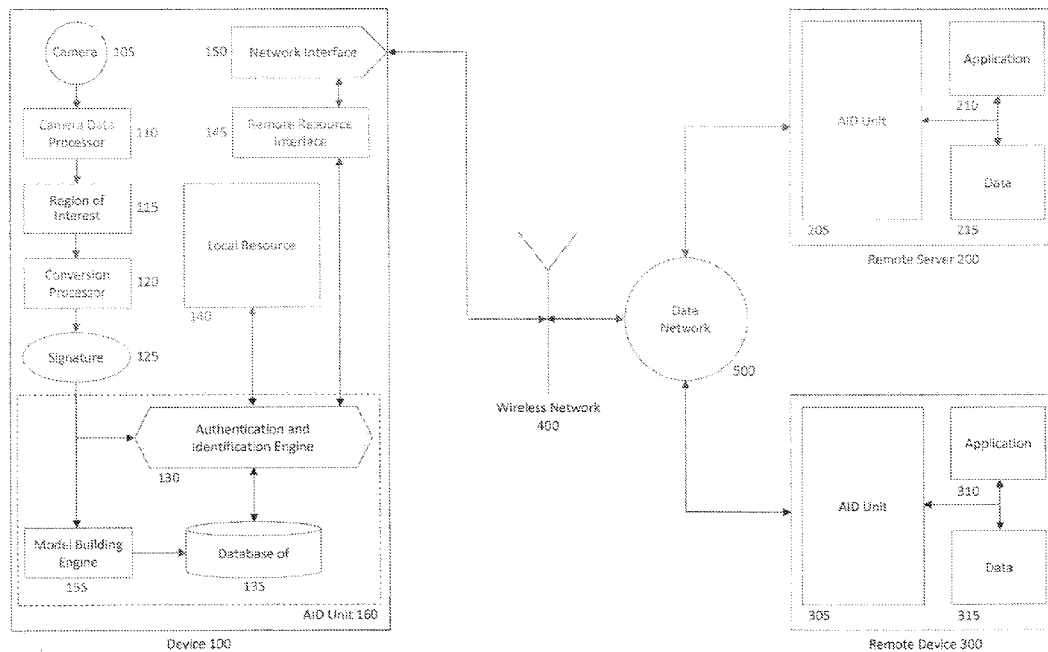 Camera
105
Camera Data
Processor
110
Region of
Interest
115
Conversion
Processor
120
Signature
125
150
Network Interface
145
Remote Resource
Interface
Local Resource
140
Authentication and
Identification Engine
130
Model Building
Engine
155
Database of
135
AID Unit 160
Device 100
Wireless Network
400
Data
Network
500
AID Unit
205
Application
210
Data
215
Remote Server 200
AID Unit
305
Application
310
Data
315
Remote Device 300